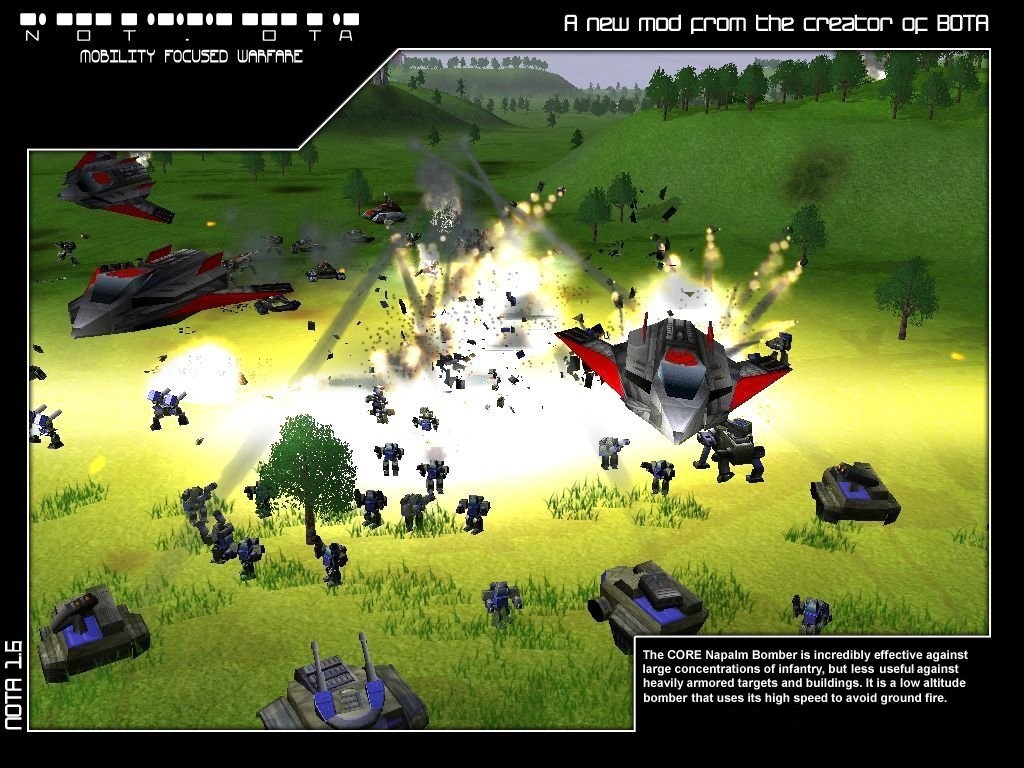 N O T . O T A
MOBILITY FOCUSED WARFARE
A new mod from the creator of BOTA
NOTA 1.6
The CORE Napalm Bomber is incredibly effective against
large concentrations of infantry, but less useful against
heavily armored targets and buildings. It is a low altitude
bomber that uses its high speed to avoid ground fire.